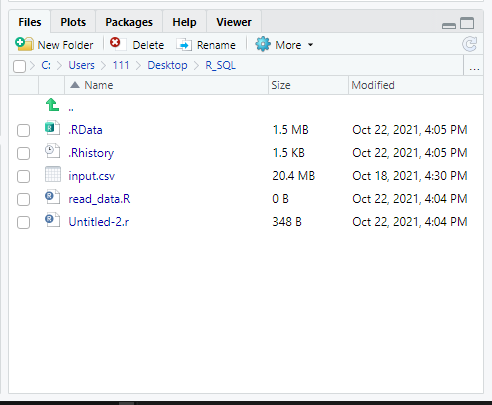 Files Plots Packages Help Viewer
New Folder Delete Rename More
C: Users 111 Desktop R_SQL ...
Name Size Modified
..
.RData 1.5 MB Oct 22, 2021, 4:05 PM
.Rhistory 1.5 KB Oct 22, 2021, 4:05 PM
input.csv 20.4 MB Oct 18, 2021, 4:30 PM
read_data.R 0 B Oct 22, 2021, 4:04 PM
Untitled-2.r 348 B Oct 22, 2021, 4:04 PM